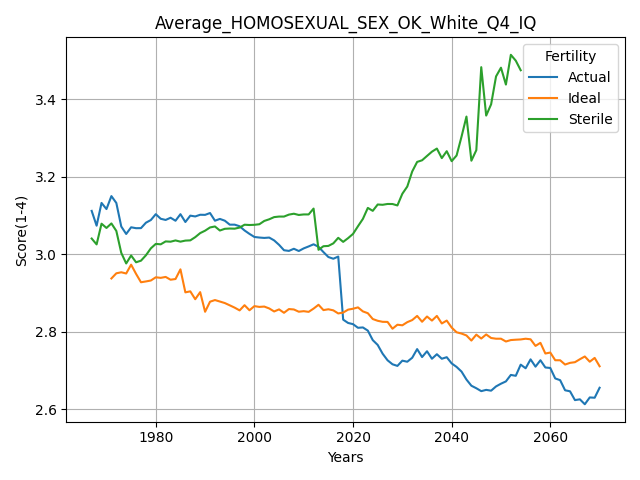 Average_HOMOSEXUAL_SEX_OK_White_Q4_IQ
Fertility
Actual
Ideal
Sterile
Score(1-4)
3.4
3.2
3.0
2.8
2.6
1980
2000
2020
2040
2060
Years